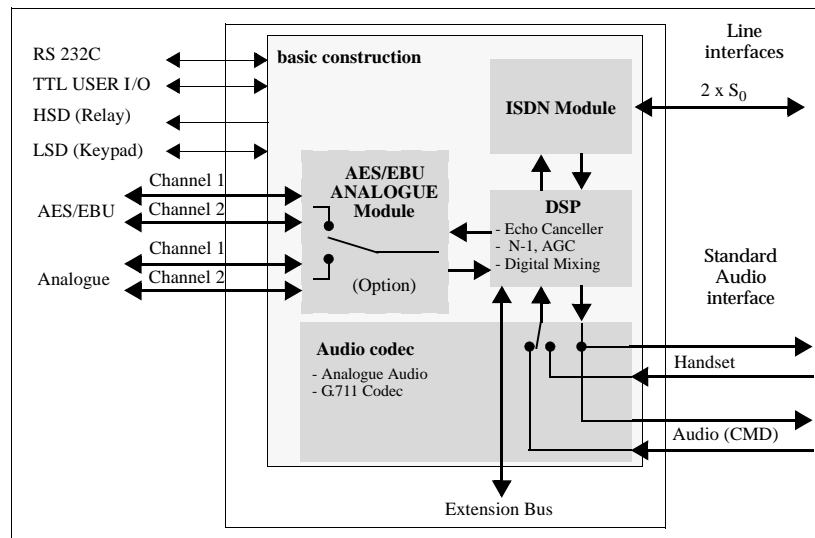 RS 232C
TTL USER I/O
HSD (Relay)
LSD (Keypad)
AES/EBU
Analogue
Channel 1
Channel 2
Channel 1
Channel 2
basic construction
AES/EBU
ANALOGUE
Module
(Option)
ISDN Module
DSP
- Echo Canceller
- N-1, AGC
- Digital Mixing
Audio codec
- Analogue Audio
- G.711 Codec
Extension Bus
Line
interfaces
2 x S0
Standard
Audio
interface
Handset
Audio (CMD)